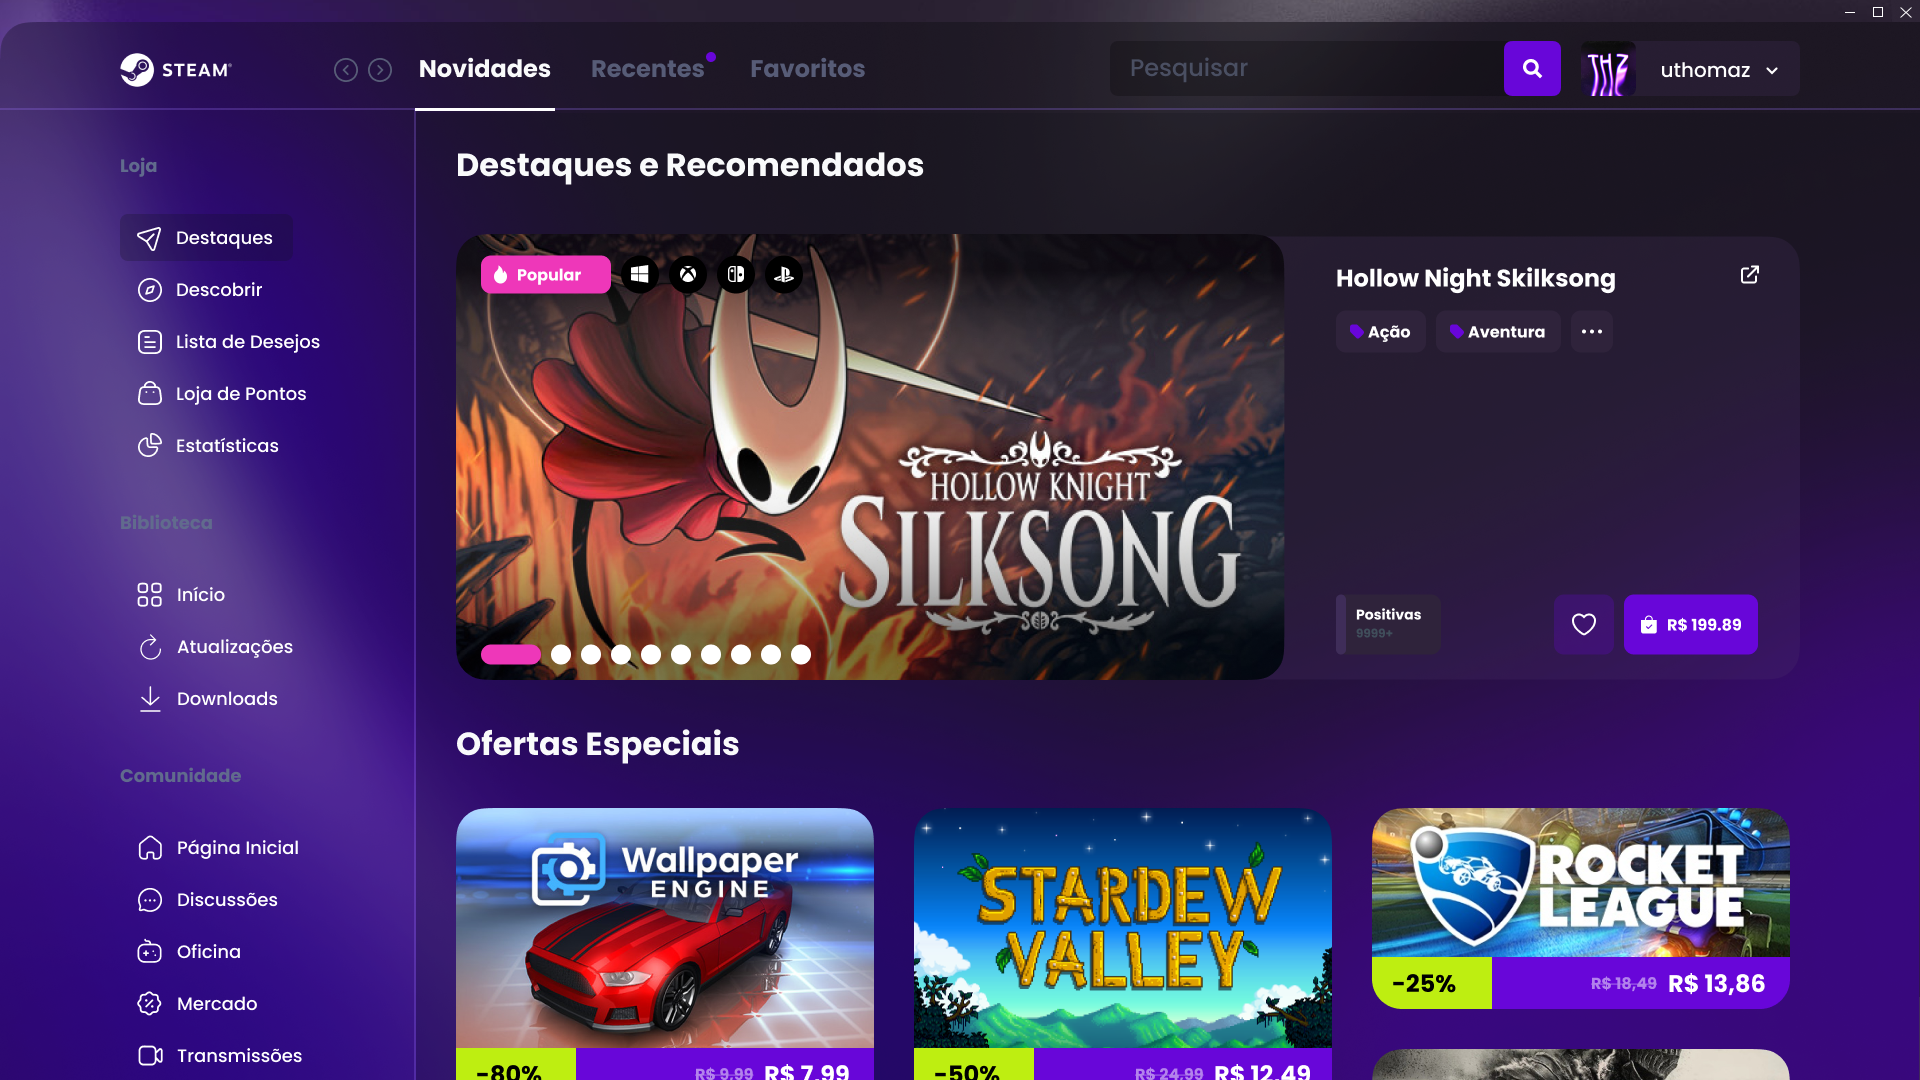 STEAM
Novidades
Recentes
Favoritos
Pesquisar
THZ
uthomaz
Loja
Destaques
Descobrir
Lista de Desejos
Loja de Pontos
Estatísticas
Biblioteca
Início
Atualizações
Downloads
Comunidade
Página Inicial
Discussões
Oficina
Mercado
Transmissões
Destaques e Recomendados
Popular
HOLLOW KNIGHT
SILKSONG
Hollow Night Skilksong
Ação
Aventura
Positivas
9999+
R$ 199.89
Ofertas Especiais
Wallpaper
ENGINE
-80%
R$ 9,99 R$ 7,99
STARDEW
VALLEY
-50%
R$ 24,99 R$ 12,49
ROCKET
LEAGUE
-25%
R$ 18,49 R$ 13,86